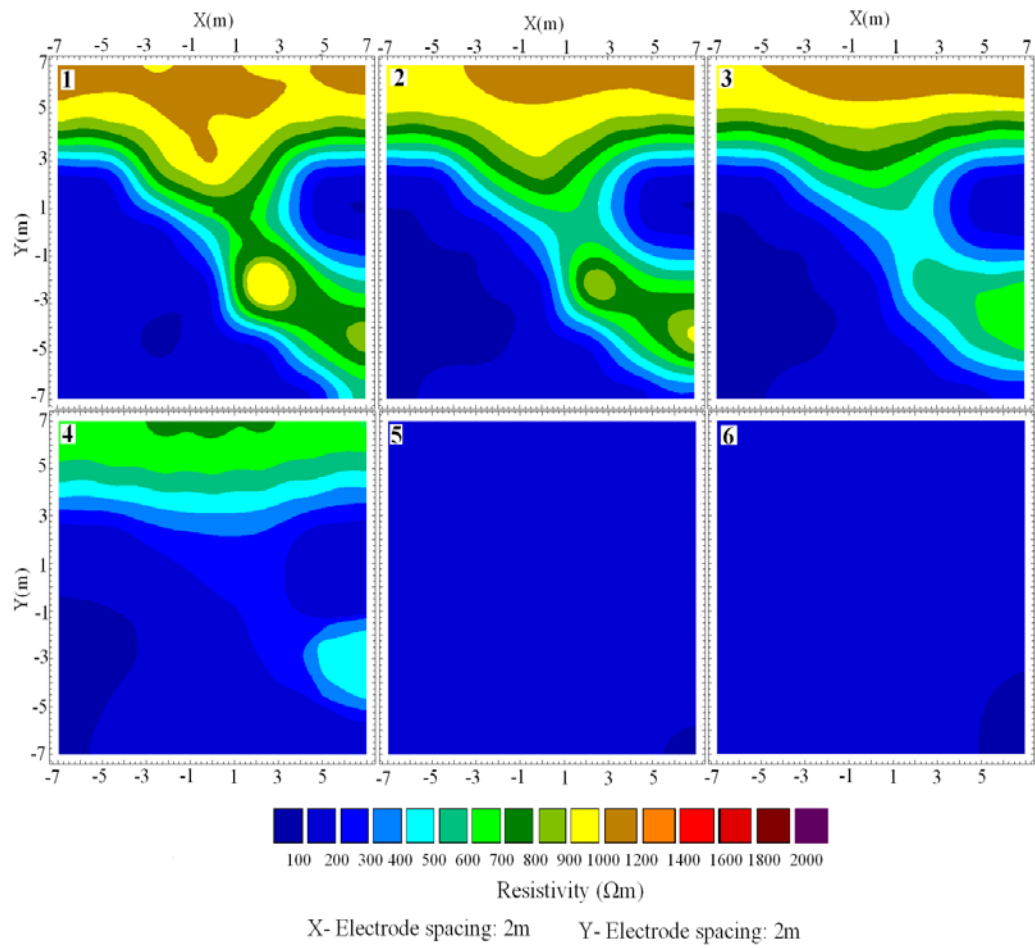 X(m) X(m) X(m)
-7 -5 -3 -1 1 3 5 7 -7 -5 -3 -1 1 3 5 7 -7 -5 -3 -1 1 3 5 7
7 1 2 3
5
3
Y(m)
1
-1
-3
-5
-7
7 4 5 6
5
3
Y(m)
1
-1
-3
-5
-7
-7 -5 -3 -1 1 3 5 -7 -5 -3 -1 1 3 5 -7 -5 -3 -1 1 3 5 7
100 200 300 400 500 600 700 800 900 1000 1200 1400 1600 1800 2000
Resistivity (Ωm)
X- Electrode spacing: 2m Y- Electrode spacing: 2m